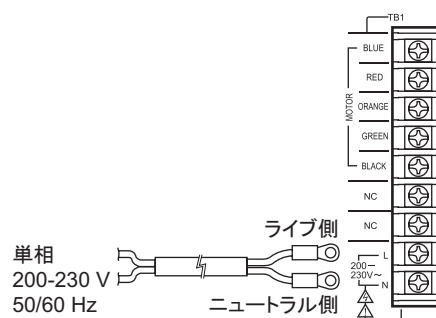 TB1
BLUE
RED
ORANGE
GREEN
BLACK
MOTOR
NC
NC
ライブ側
単相
200-230 V
50/60 Hz
ニュートラル側
L
200–
230V~
N